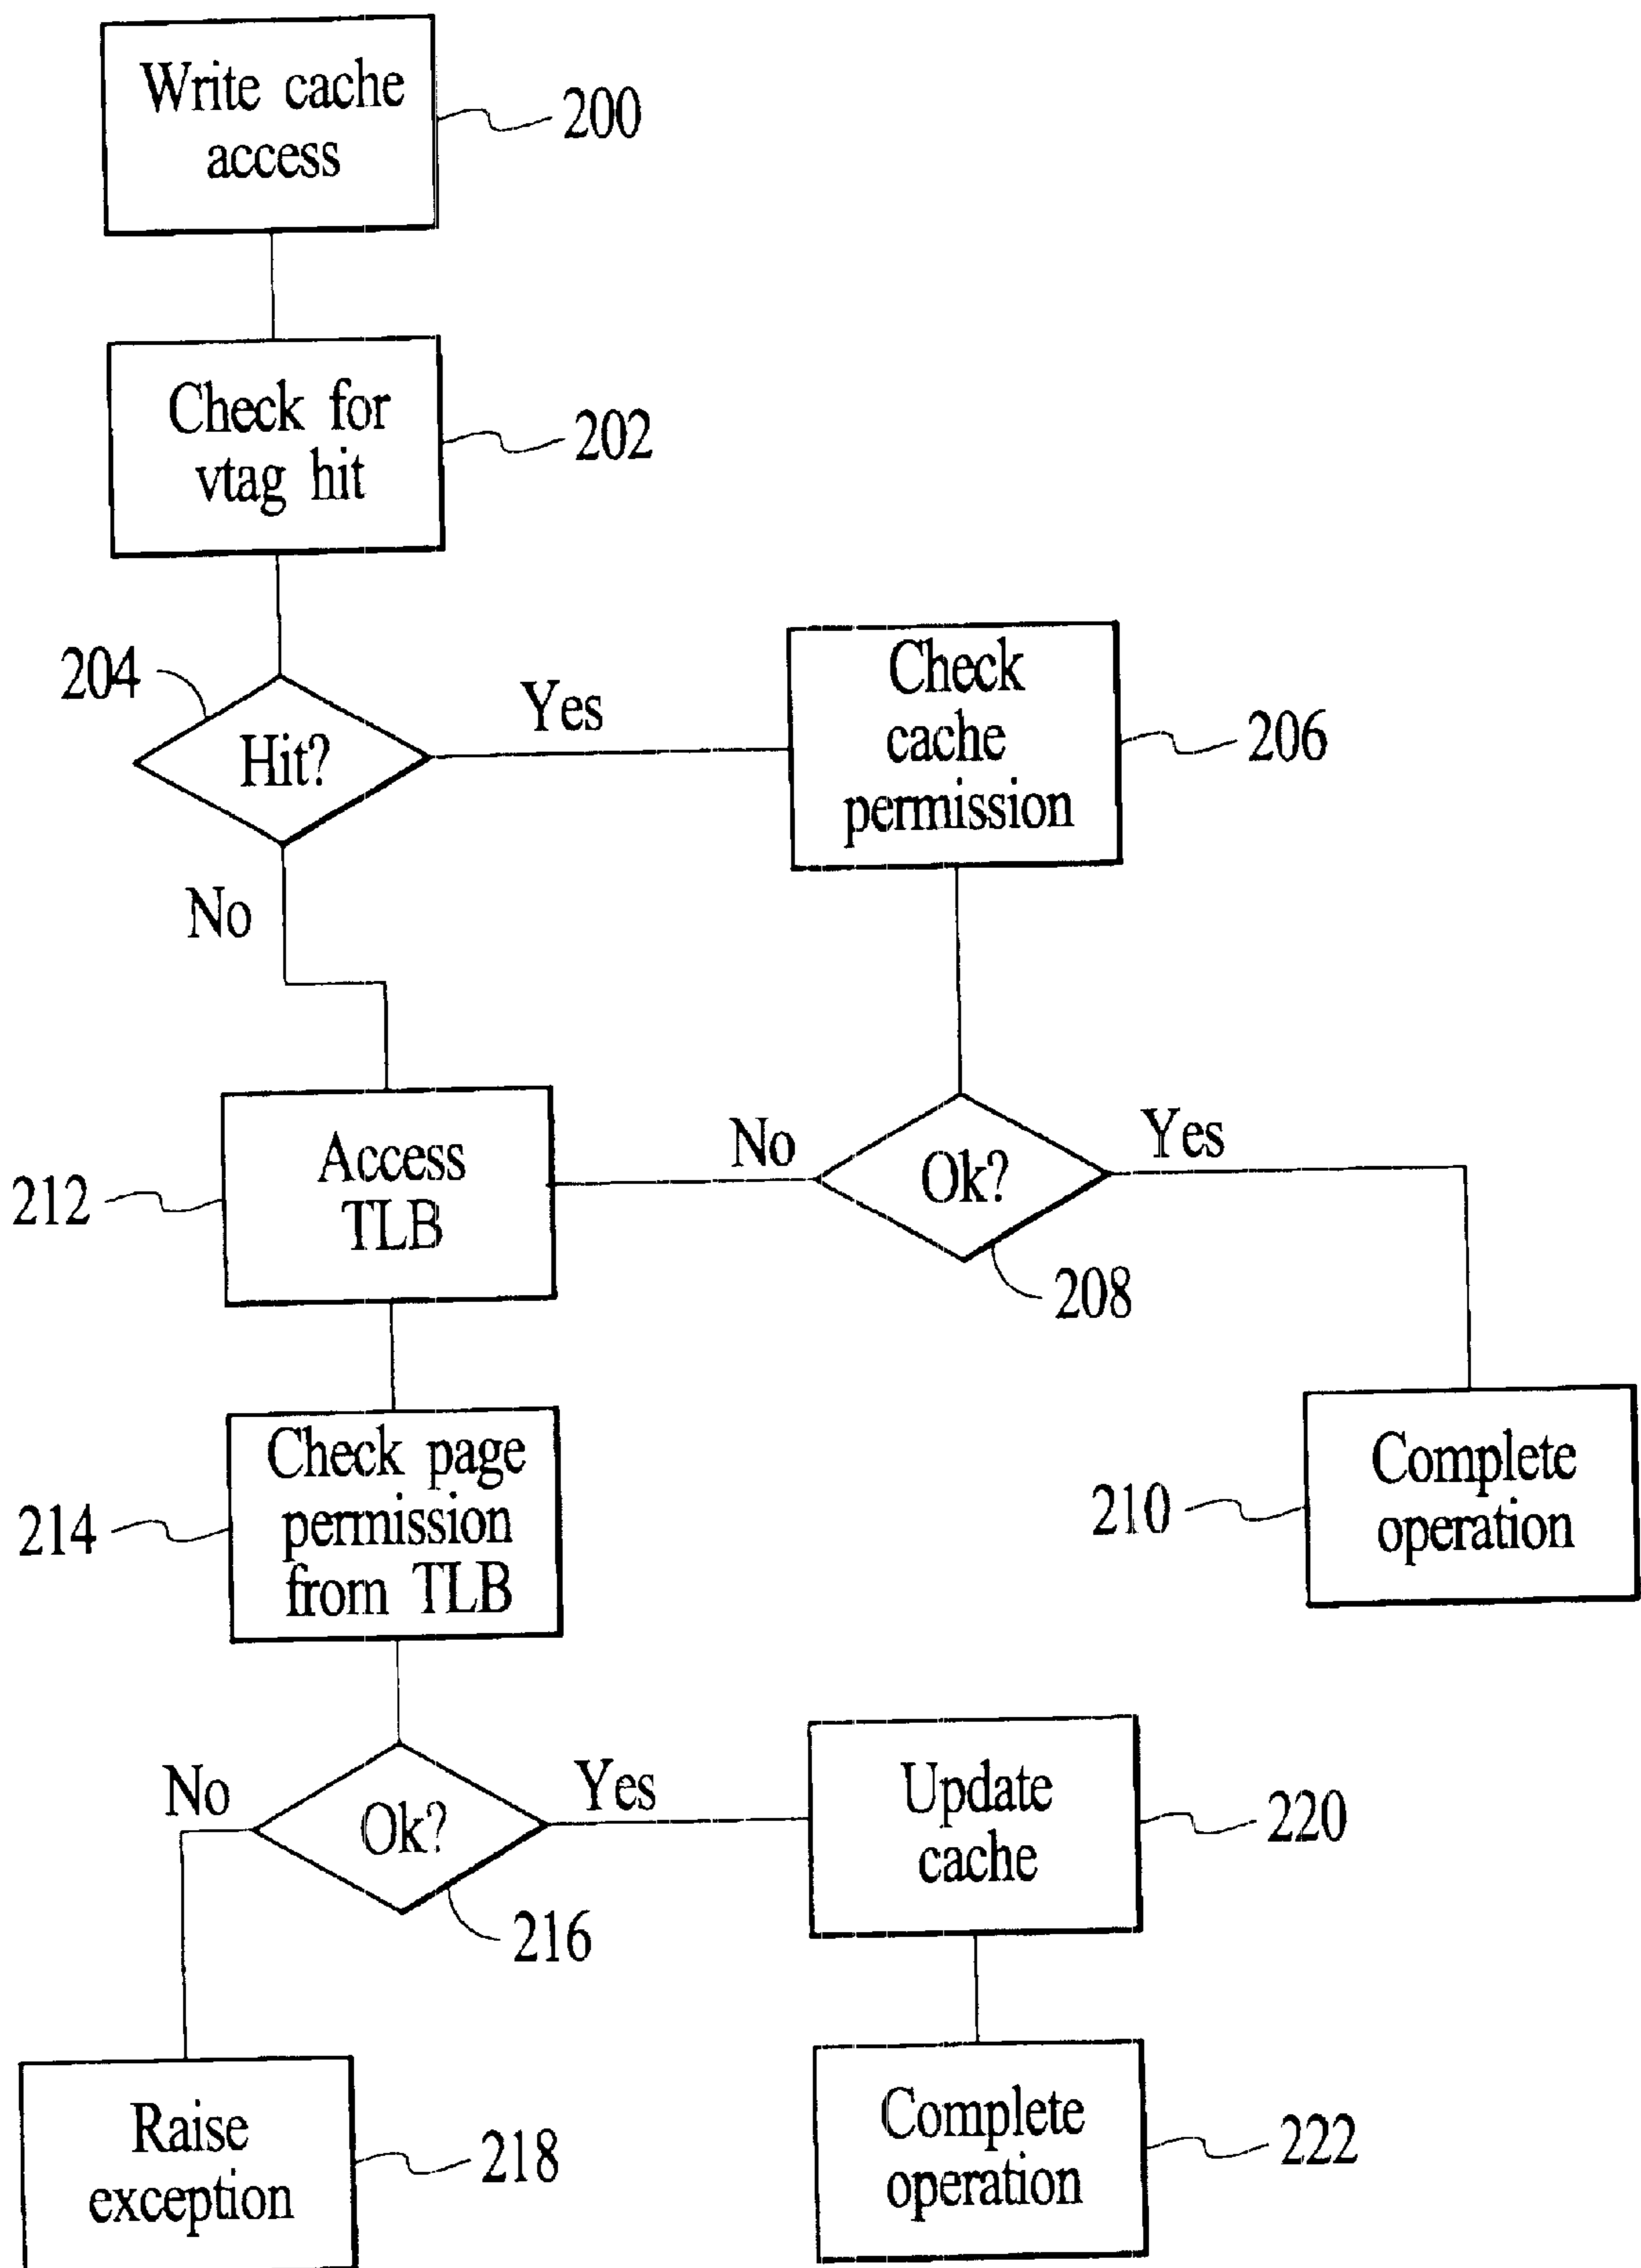 Write cache
access
200
Check for
vtag hit
202
204
Hit?
Yes
No
Check
cache
permission
206
Access
TLB
212
No
Ok?
Yes
208
Check page
permission
from TLB
214
Complete
operation
210
No
Ok?
Yes
216
Update
cache
220
Raise
exception
218
Complete
operation
222